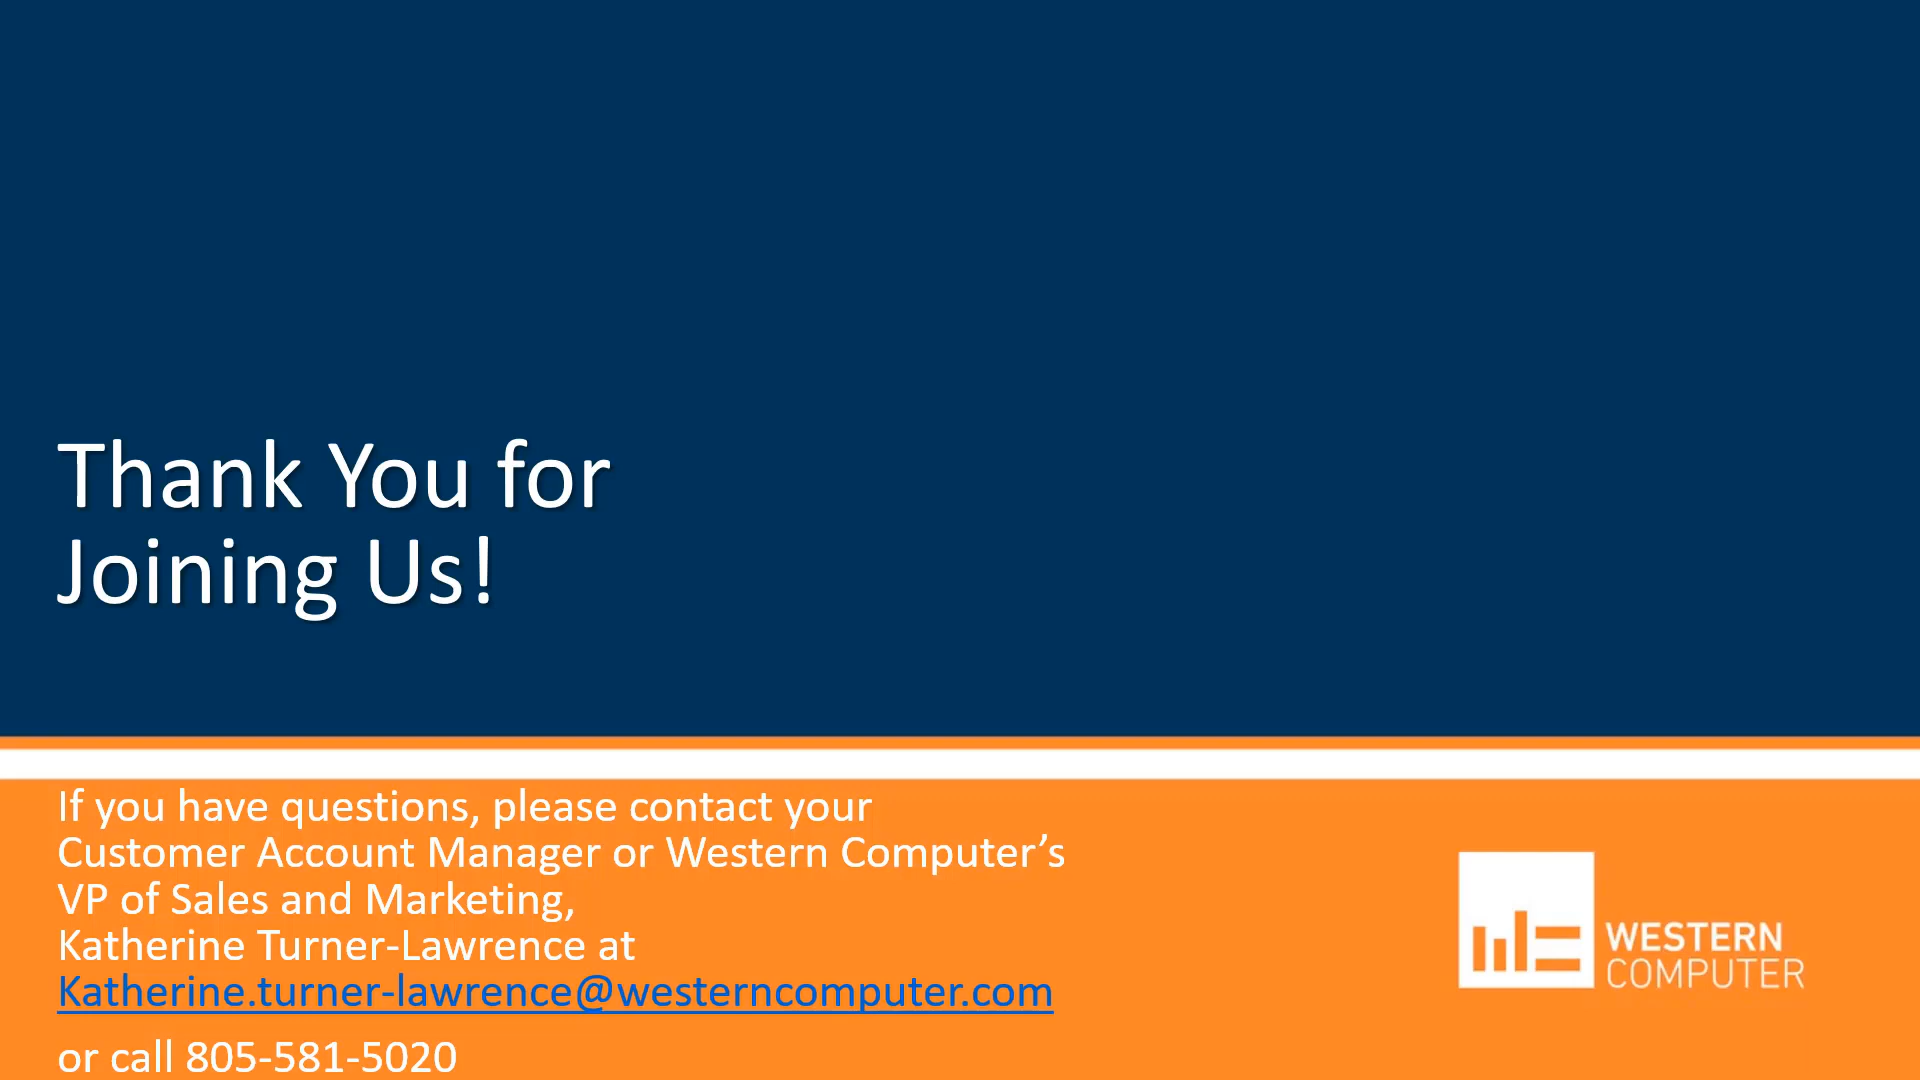 Thank You for
Joining Us!
If you have questions, please contact your
Customer Account Manager or Western Computer’s
VP of Sales and Marketing,
Katherine Turner-Lawrence at
Katherine.turner-lawrence@westerncomputer.com
or call 805-581-5020
WESTERN
COMPUTER